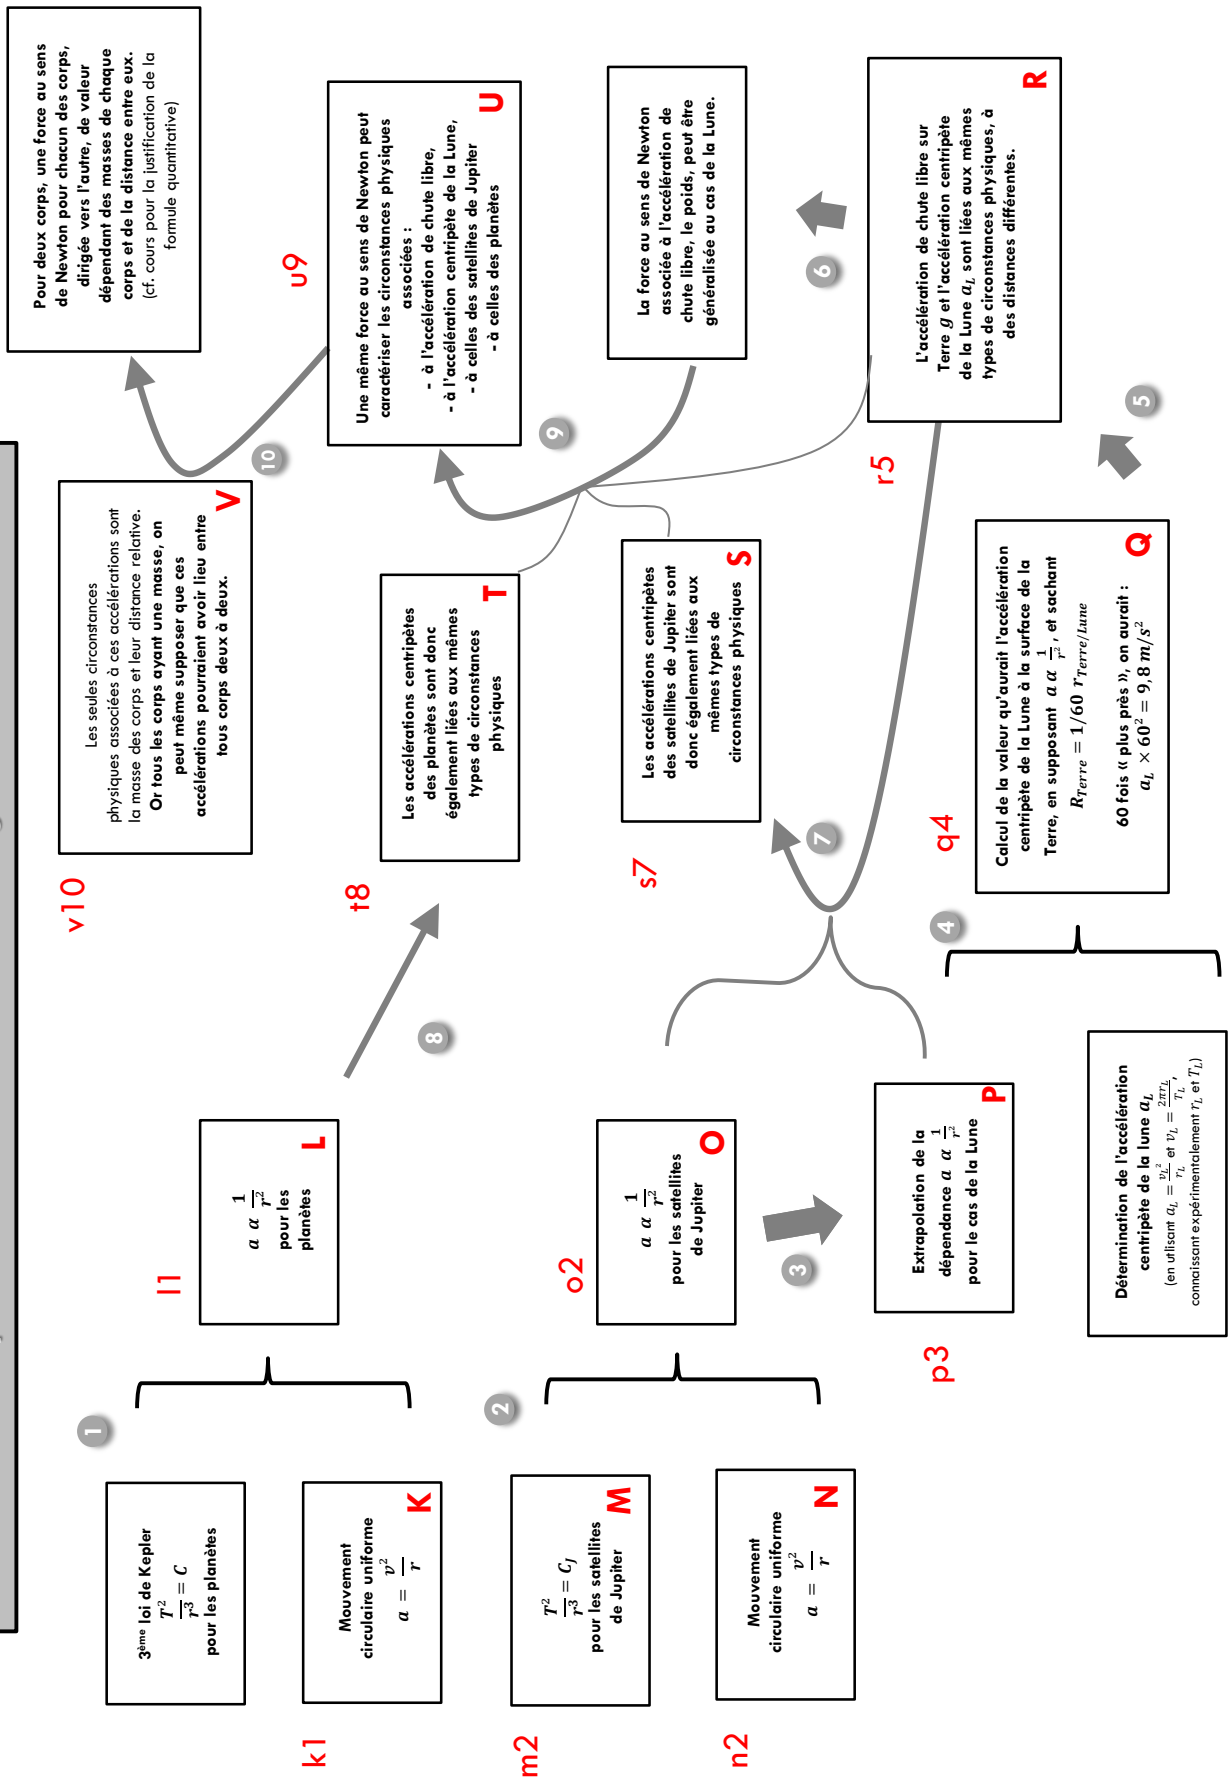 1
3ème loi de Kepler
T²/r³ = C
pour les planètes
k1
Mouvement
circulaire uniforme
a = v²/r
K
l1
a α 1/r²
pour les
planètes
L
2
m2
T²/r³ = C_J
pour les satellites
de Jupiter
M
n2
Mouvement
circulaire uniforme
a = v²/r
N
o2
a α 1/r²
pour les satellites
de Jupiter
O
3
p3
Extrapolation de la
dépendance a α 1/r²
pour le cas de la Lune
P
Détermination de l'accélération
centripète de la lune a_L
(en utilisant a_L = v_L²/r_L et v_L = 2πr_L/T_L,
connaissant expérimentalement r_L et T_L)
4
q4
Calcul de la valeur qu'aurait l'accélération
centripète de la Lune à la surface de la
Terre, en supposant a α 1/r², et sachant
R_Terre = 1/60 r_Terre/Lune
60 fois « plus près », on aurait :
a_L × 60² = 9,8 m/s²
Q
5
r5
L'accélération de chute libre sur
Terre g et l'accélération centripète
de la Lune a_L sont liées aux mêmes
types de circonstances physiques, à
des distances différentes.
R
6
La force au sens de Newton
associée à l'accélération de
chute libre, le poids, peut être
généralisée au cas de la Lune.
7
s7
Les accélérations centripètes
des satellites de Jupiter sont
donc également liées aux
mêmes types de
circonstances physiques
S
8
t8
Les accélérations centripètes
des planètes sont donc
également liées aux mêmes
types de circonstances
physiques
T
9
u9
Une même force au sens de Newton peut
caractériser les circonstances physiques
associées :
- à l'accélération de chute libre,
- à l'accélération centripète de la Lune,
- à celles des satellites de Jupiter
- à celles des planètes
U
10
v10
Les seules circonstances
physiques associées à ces accélérations sont
la masse des corps et leur distance relative.
Or tous les corps ayant une masse, on
peut même supposer que ces
accélérations pourraient avoir lieu entre
tous corps deux à deux.
V
Pour deux corps, une force au sens
de Newton pour chacun des corps,
dirigée vers l'autre, de valeur
dépendant des masses de chaque
corps et de la distance entre eux.
(cf. cours pour la justification de la
formule quantitative)